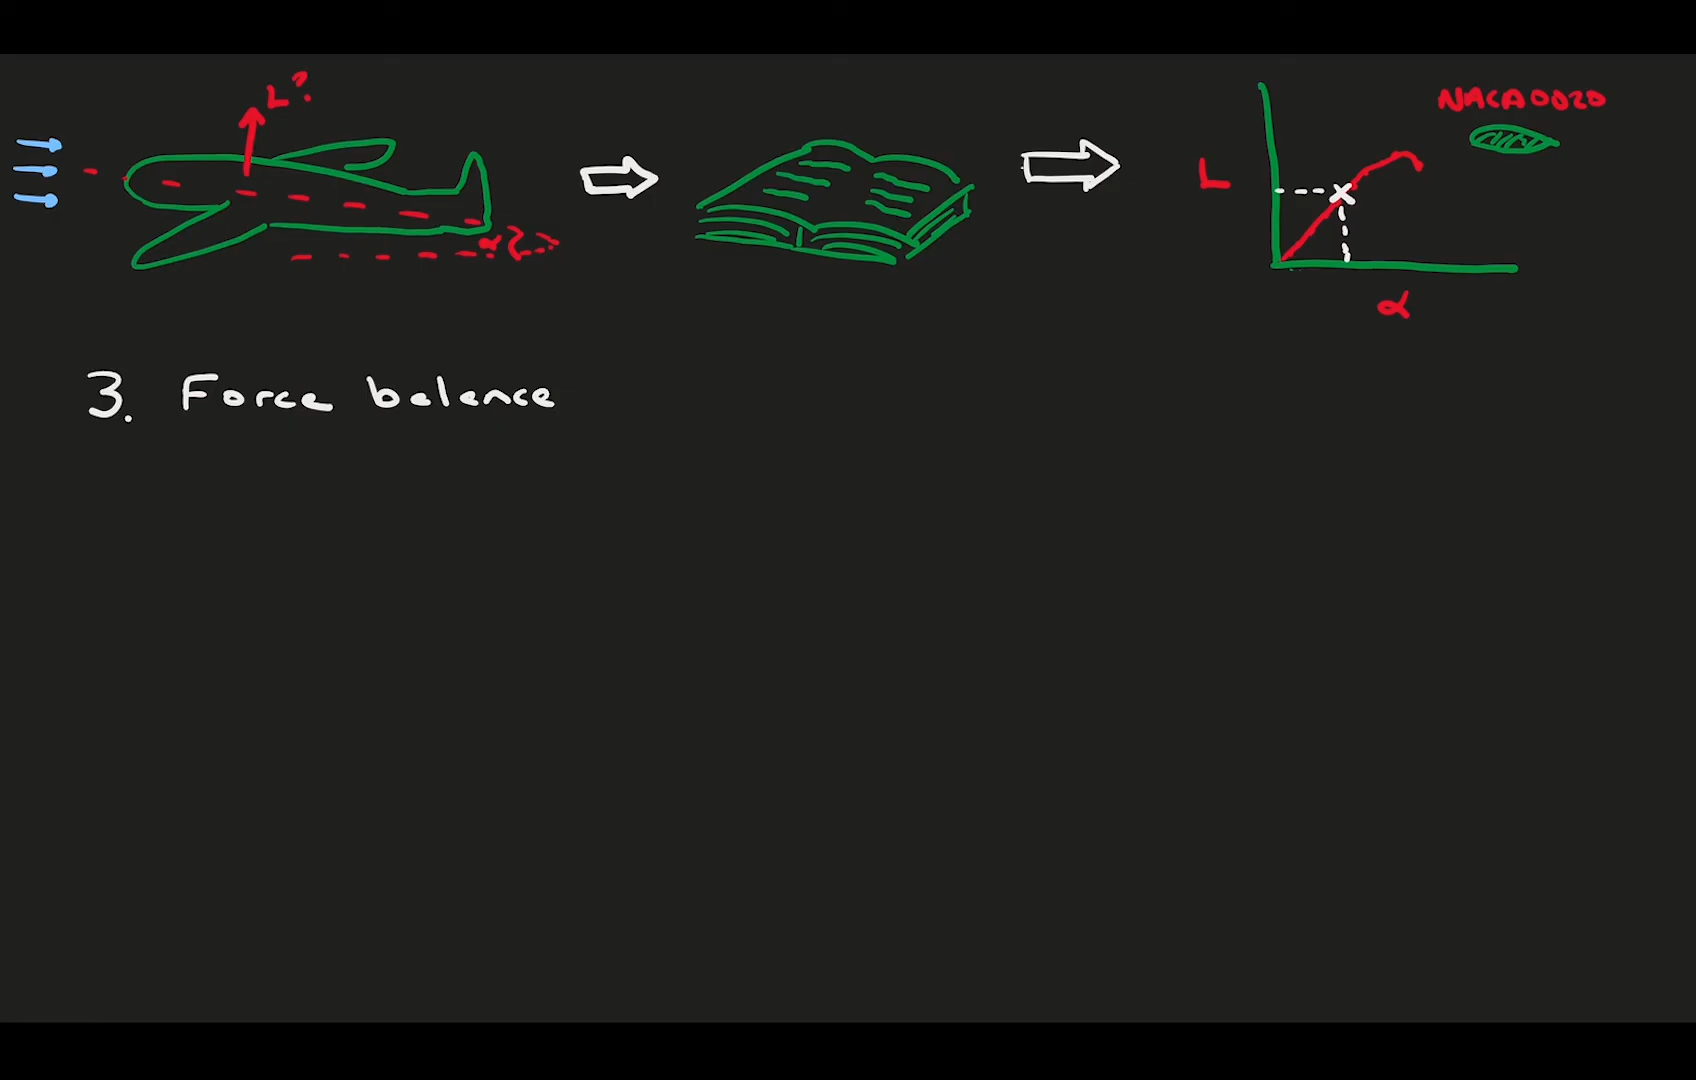 L?
α?
L
NACA0020
α
3. Force belence